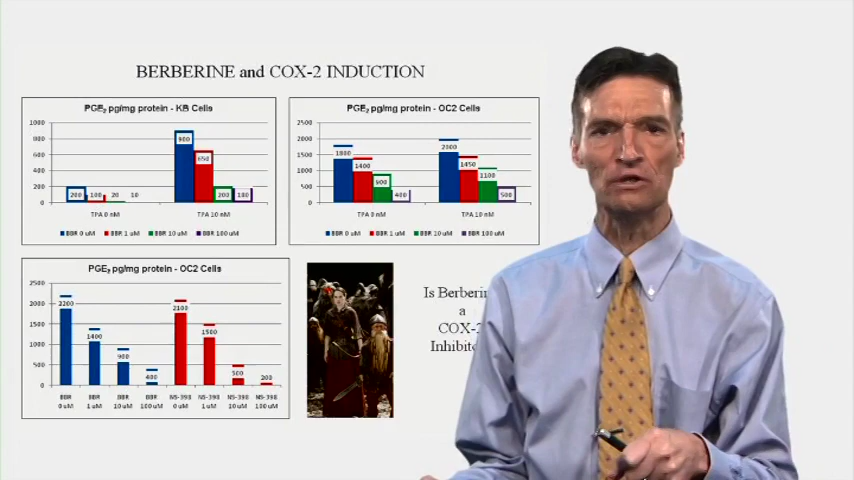 BERBERINE and COX-2 INDUCTION
PGE₂ pg/mg protein - KB Cells
1000
800
600
400
200
0
200
100
20
10
900
650
200
180
TPA 0 nM
TPA 10 nM
BBR 0 uM
BBR 1 uM
BBR 10 uM
BBR 100 uM
PGE₂ pg/mg protein - OC2 Cells
2500
2000
1500
1000
500
0
1800
1400
900
400
2000
1450
1100
500
TPA 0 nM
TPA 10 nM
BBR 0 uM
BBR 1 uM
BBR 10 uM
BBR 100 uM
PGE₂ pg/mg protein - OC2 Cells
2500
2000
1500
1000
500
0
2200
1400
900
400
2100
1500
500
200
BBR 0 uM
BBR 1 uM
BBR 10 uM
BBR 100 uM
NS-398 0 uM
NS-398 1 uM
NS-398 10 uM
NS-398 100 uM
Is Berberin
a
COX-2
Inhibito